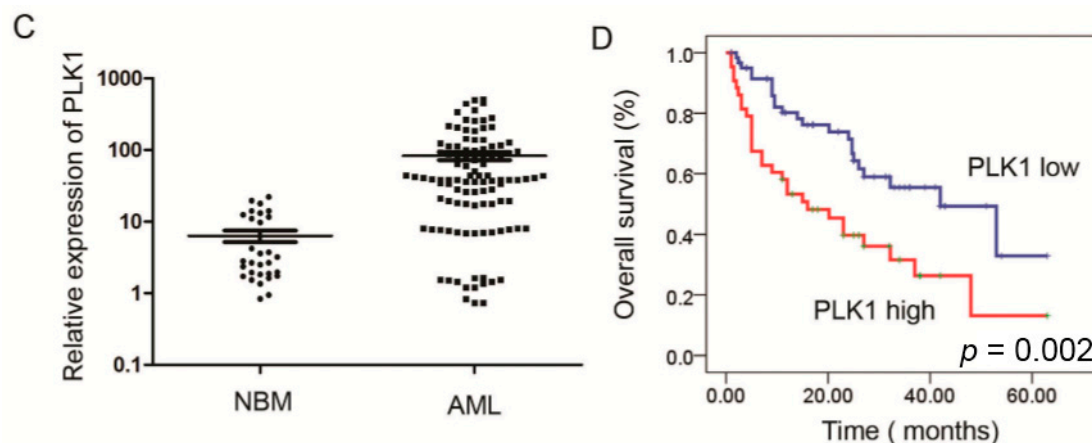 C
Relative expression of PLK1
1000
100
10
1
0.1
NBM
AML
D
Overall survival (%)
1.0
0.8
0.6
0.4
0.2
0.0
PLK1 low
PLK1 high
p = 0.002
0.00
20.00
40.00
60.00
Time ( months)